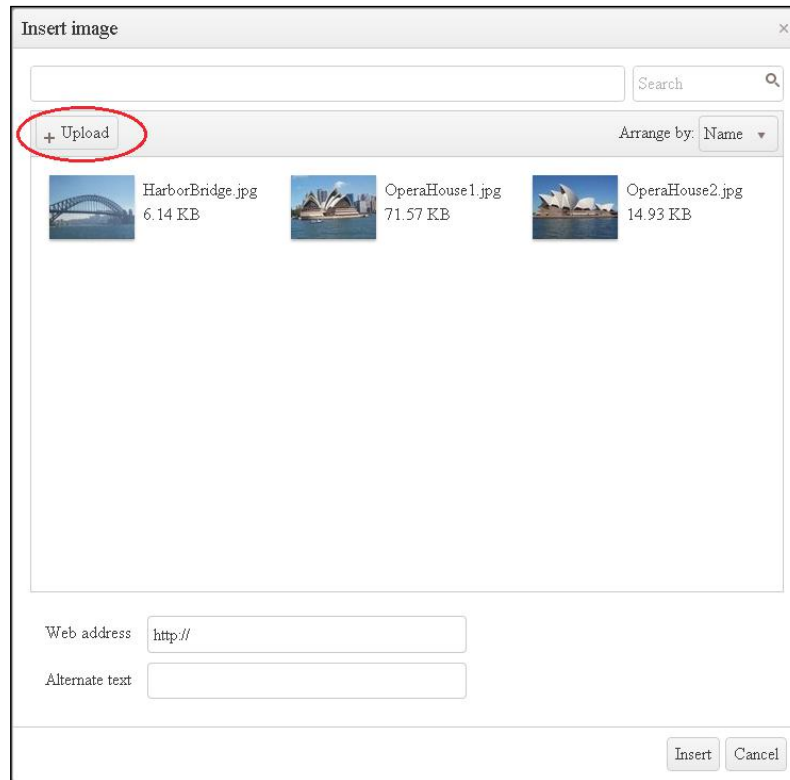 Insert image ×
Search
+ Upload
Arrange by: Name
HarborBridge.jpg
6.14 KB
OperaHouse1.jpg
71.57 KB
OperaHouse2.jpg
14.93 KB
Web address http://
Alternate text
Insert Cancel